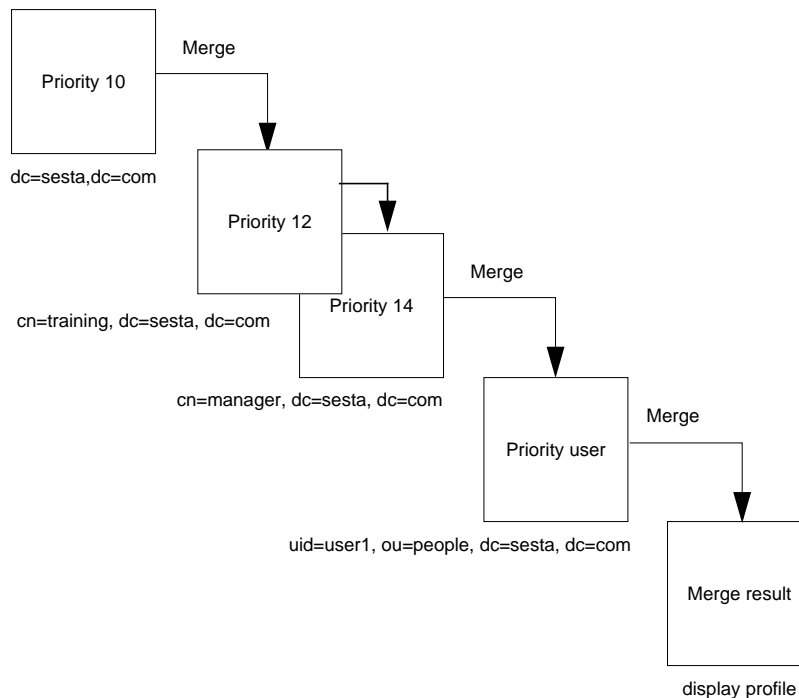 Merge
Priority 10
dc=sesta,dc=com
Priority 12
cn=training, dc=sesta, dc=com
Merge
Priority 14
cn=manager, dc=sesta, dc=com
Merge
Priority user
uid=user1, ou=people, dc=sesta, dc=com
Merge result
display profile